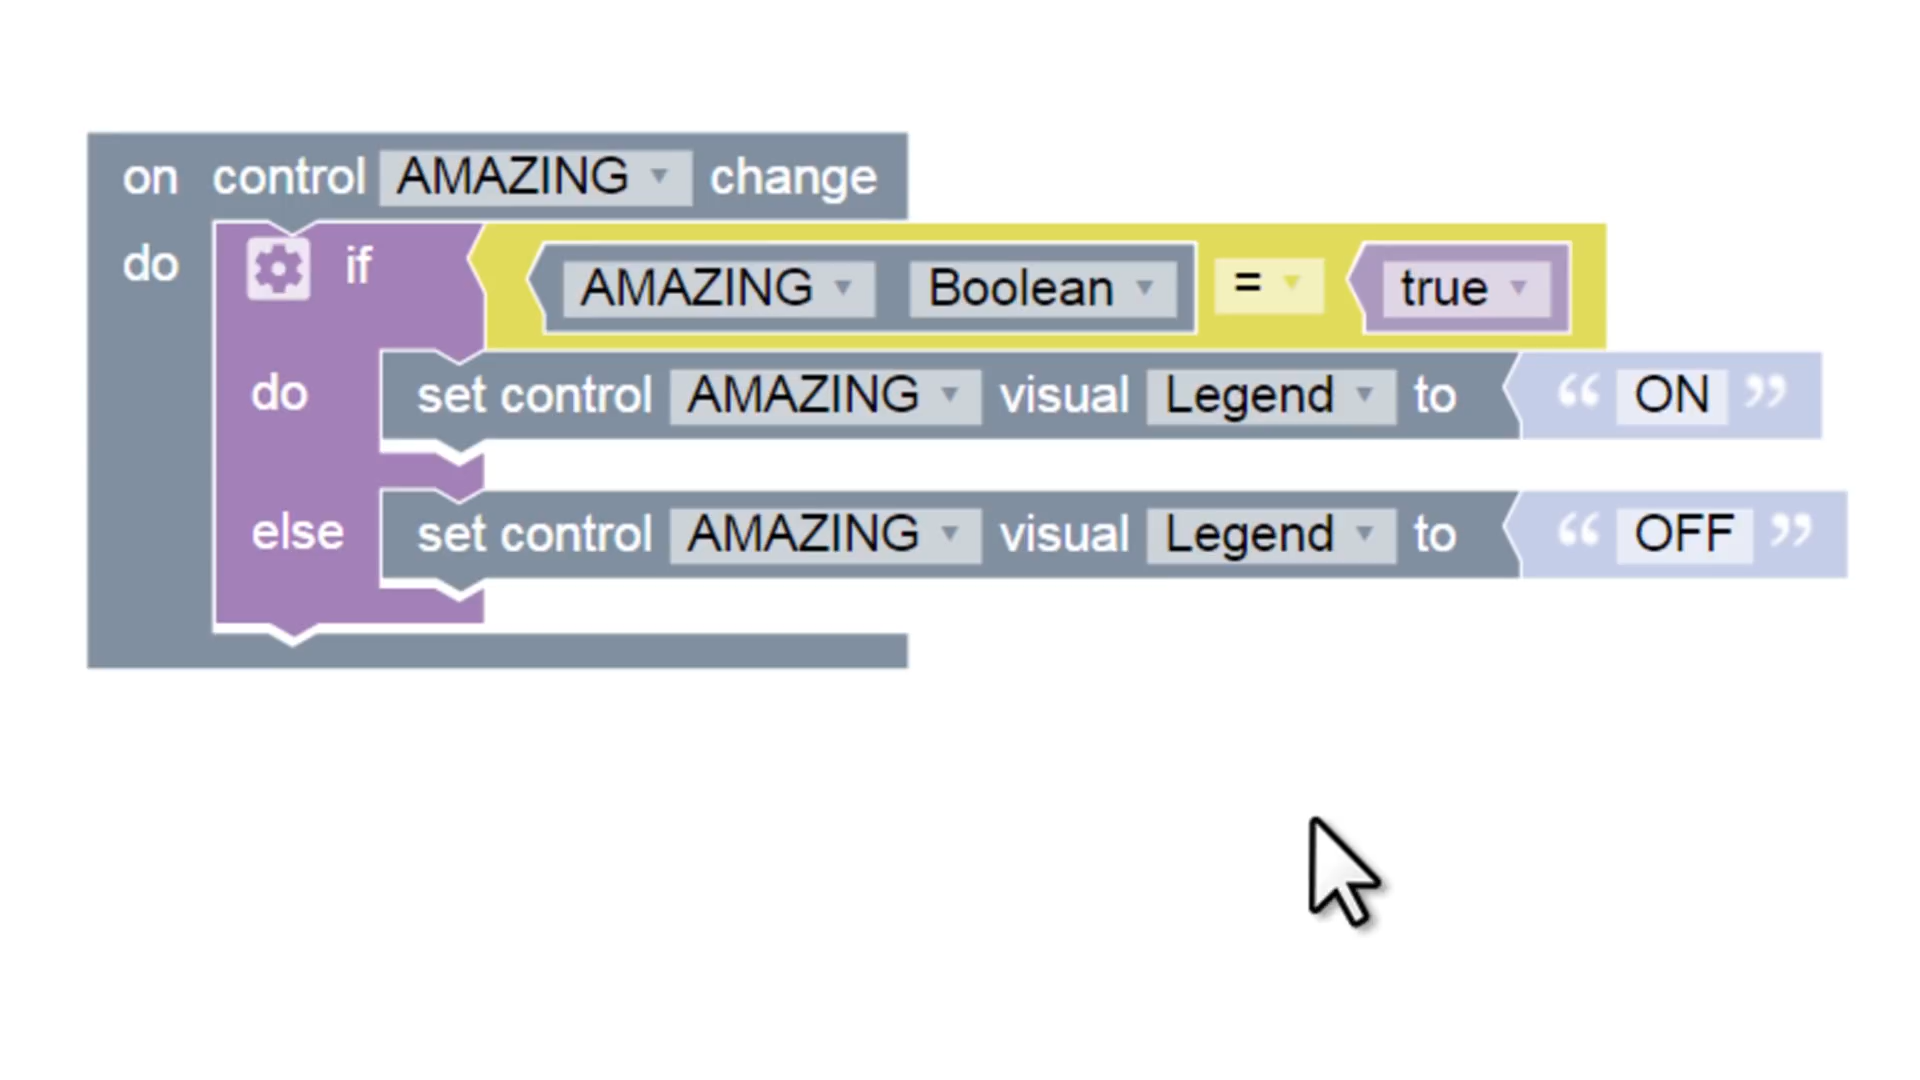 on control AMAZING change
do if AMAZING Boolean = true
do set control AMAZING visual Legend to “ ON ”
else set control AMAZING visual Legend to “ OFF ”